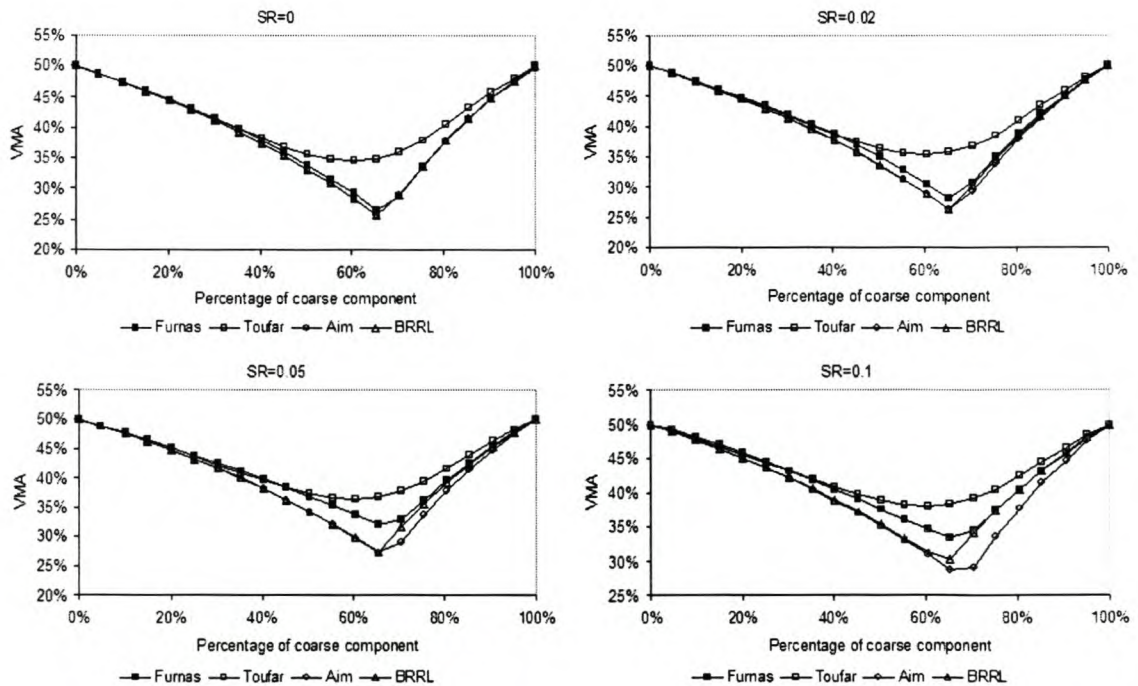 SR=0
55%
50%
45%
40%
35%
30%
25%
20%
VMA
0% 20% 40% 60% 80% 100%
Percentage of coarse component
Furnas Toufar Aim BRRL
SR=0.02
55%
50%
45%
40%
35%
30%
25%
20%
VMA
0% 20% 40% 60% 80% 100%
Percentage of coarse component
Furnas Toufar Aim BRRL
SR=0.05
55%
50%
45%
40%
35%
30%
25%
20%
VMA
0% 20% 40% 60% 80% 100%
Percentage of coarse component
Furnas Toufar Aim BRRL
SR=0.1
55%
50%
45%
40%
35%
30%
25%
VMA
0% 20% 40% 60% 80% 100%
Percentage of coarse component
Furnas Toufar Aim BRRL